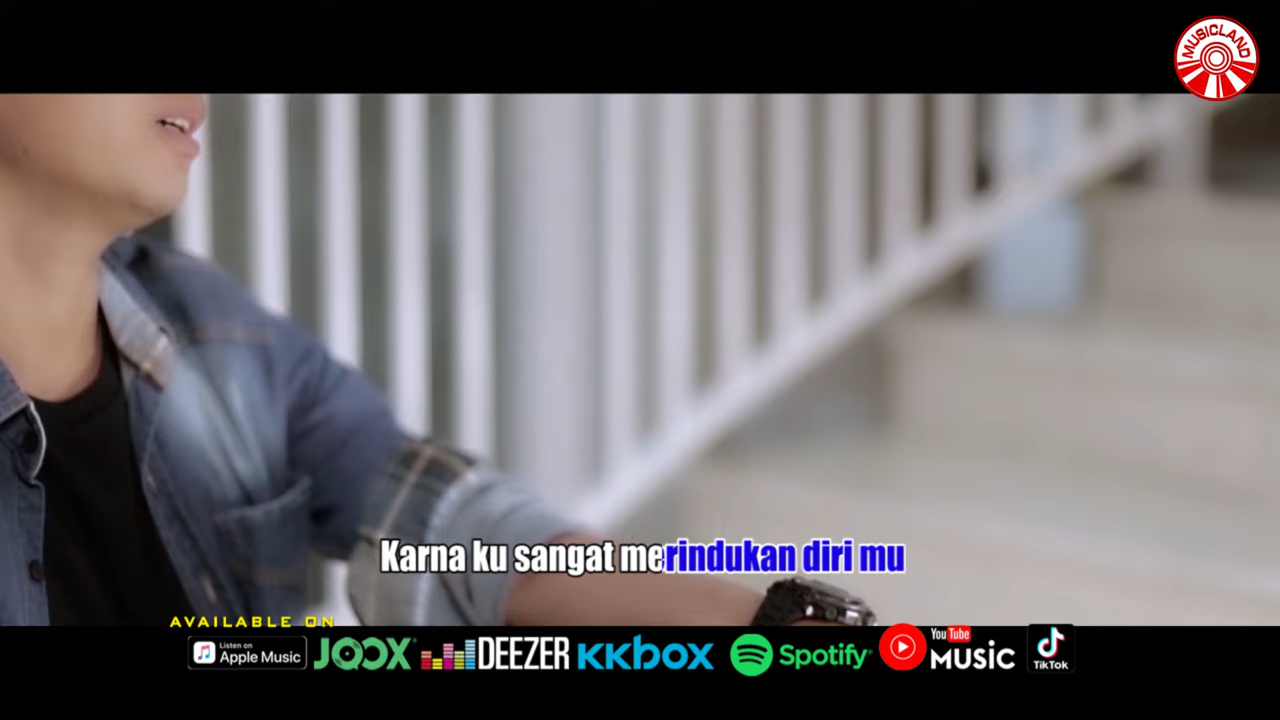 MUSICLAND
Karna ku sangat merindukan diri mu
AVAILABLE ON
Listen on
Apple Music
JOOX
DEEZER
KKBOX
Spotify
YouTube
MUSIC
TikTok